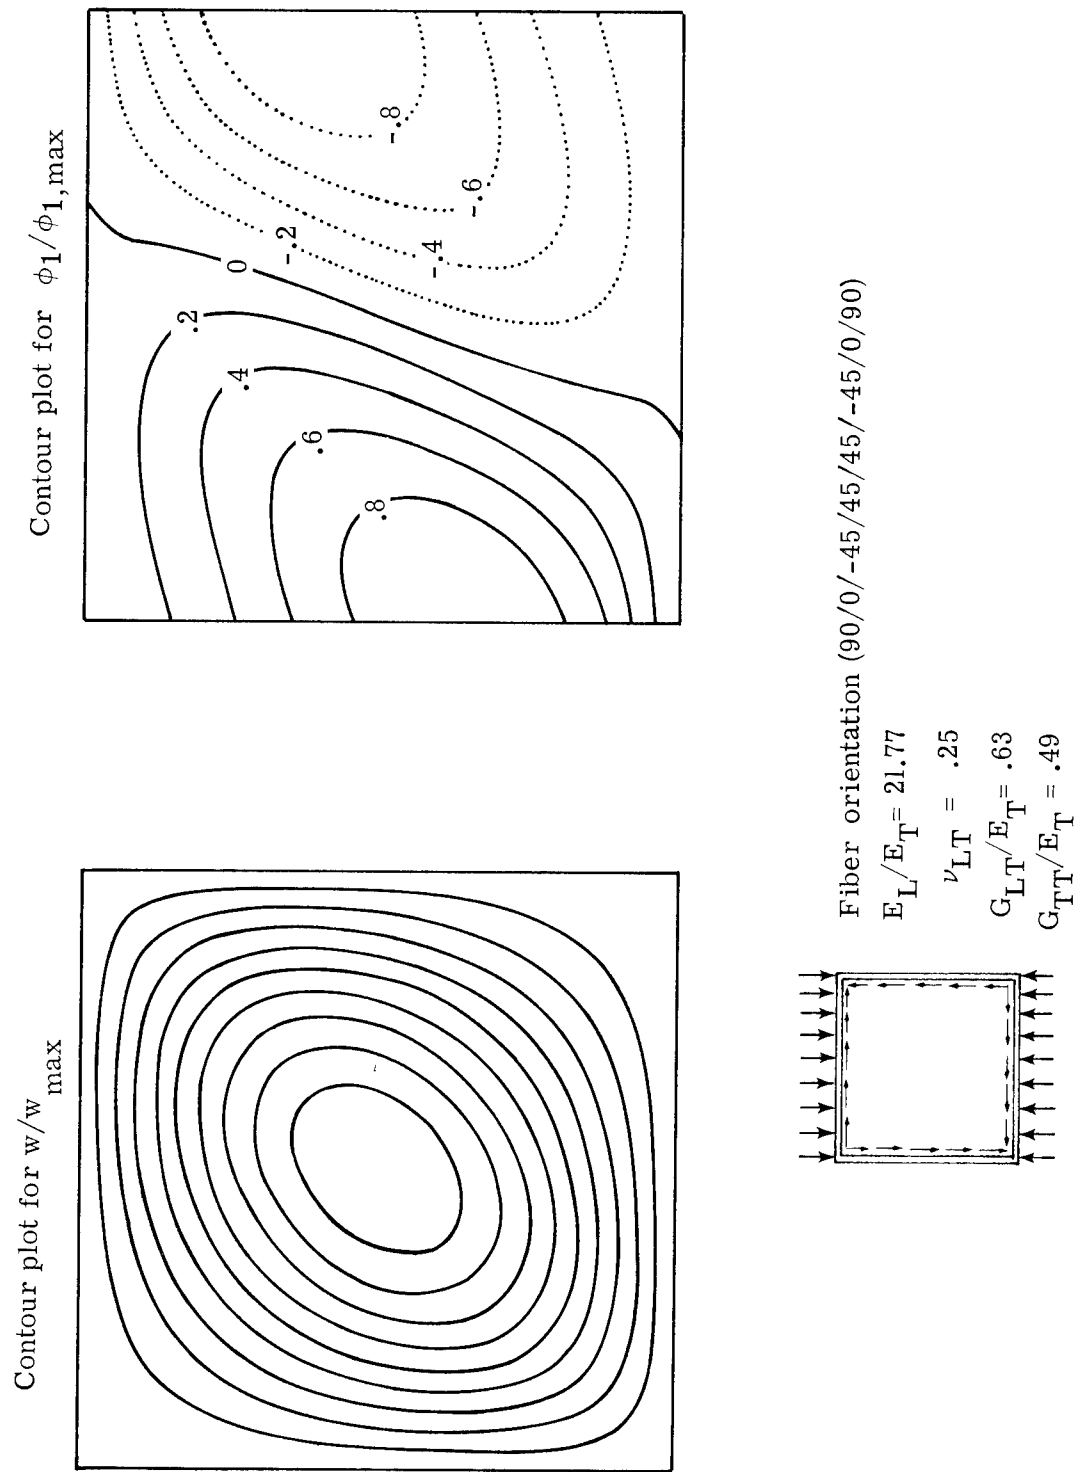 Contour plot for w/w_max
Contour plot for ϕ1/ϕ1,max
.8
.6
.4
.2
0
-.2
-.4
-.6
-.8
Fiber orientation (90/0/-45/45/45/-45/0/90)
E_L/E_T = 21.77
ν_LT = .25
G_LT/E_T = .63
G_TT/E_T = .49